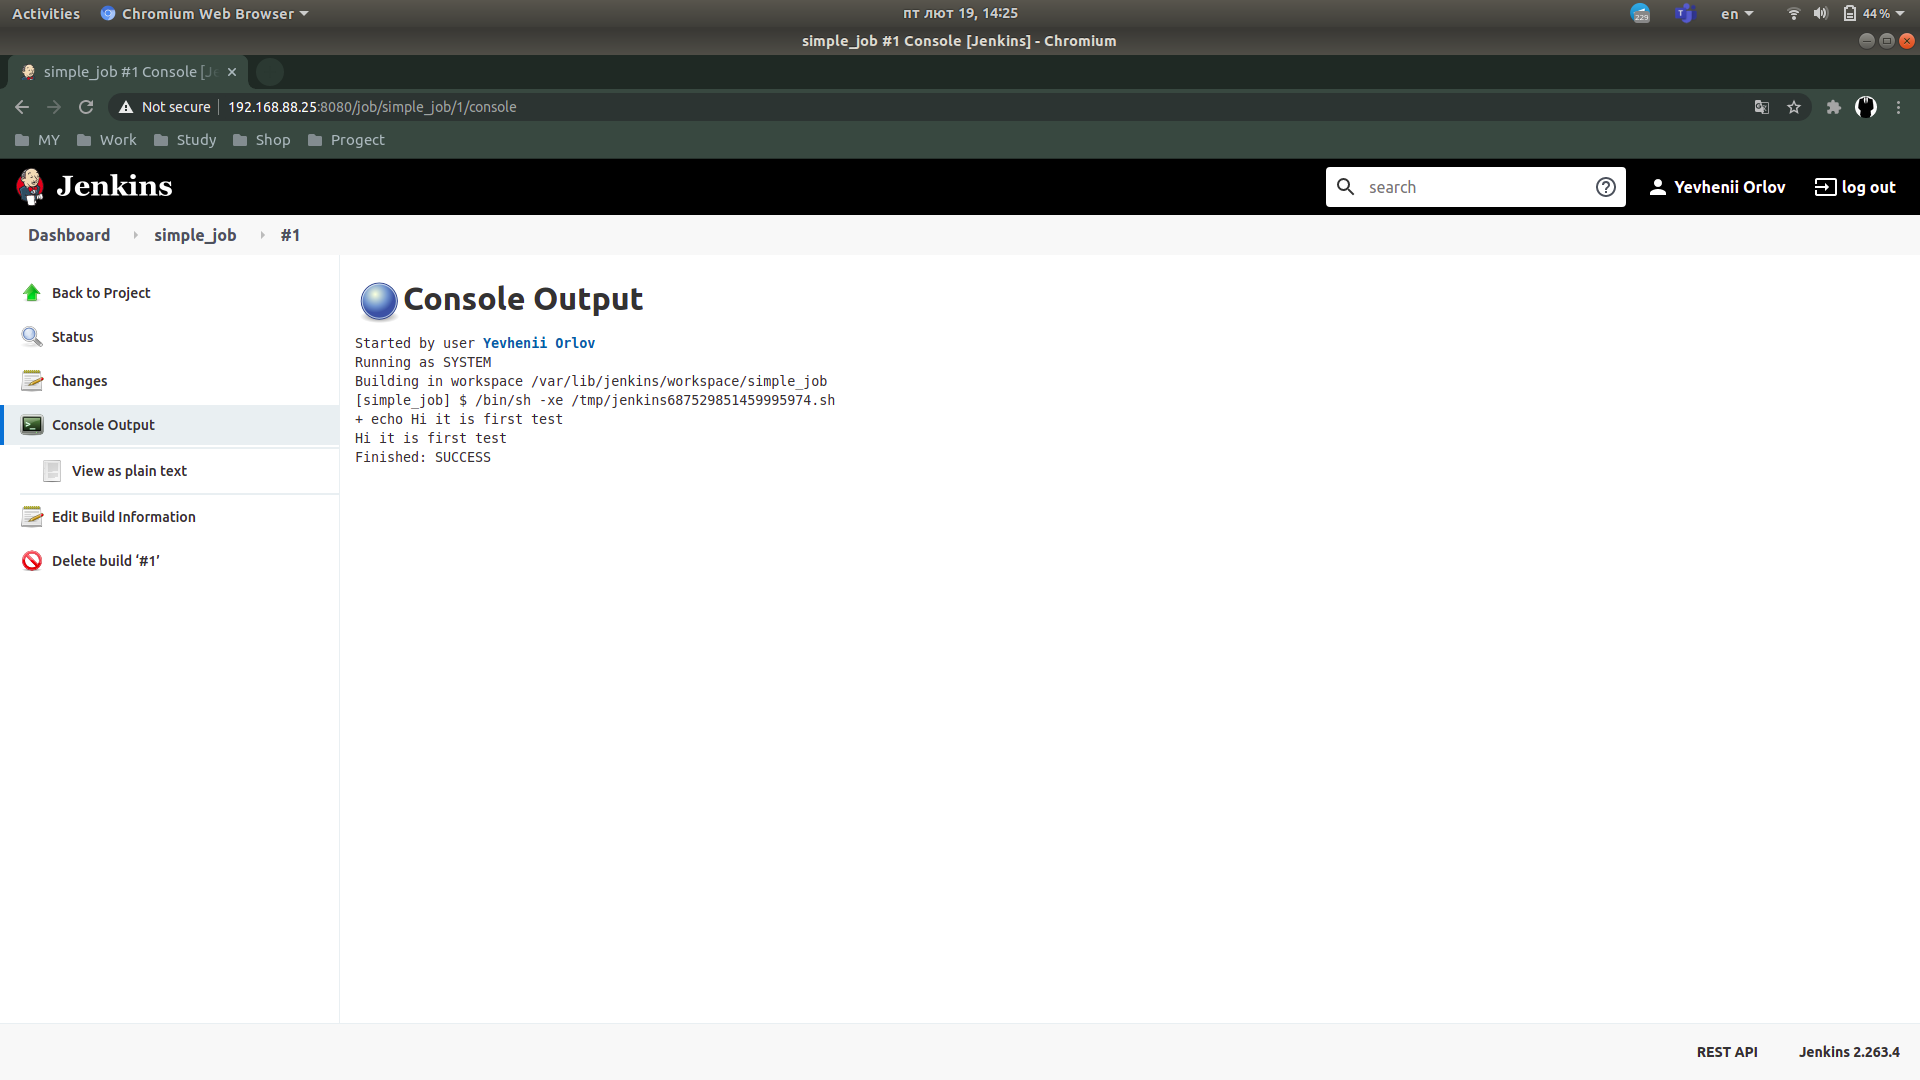 Activities Chromium Web Browser пт лют 19, 14:25 229 T en 44 %
simple_job #1 Console [Jenkins] - Chromium
simple_job #1 Console [Je
Not secure 192.168.88.25:8080/job/simple_job/1/console
MY Work Study Shop Progect
Jenkins search Yevhenii Orlov log out
Dashboard simple_job #1
Back to Project
Status
Changes
Console Output
View as plain text
Edit Build Information
Delete build ‘#1’
Console Output
Started by user Yevhenii Orlov
Running as SYSTEM
Building in workspace /var/lib/jenkins/workspace/simple_job
[simple_job] $ /bin/sh -xe /tmp/jenkins687529851459995974.sh
+ echo Hi it is first test
Hi it is first test
Finished: SUCCESS
REST API Jenkins 2.263.4